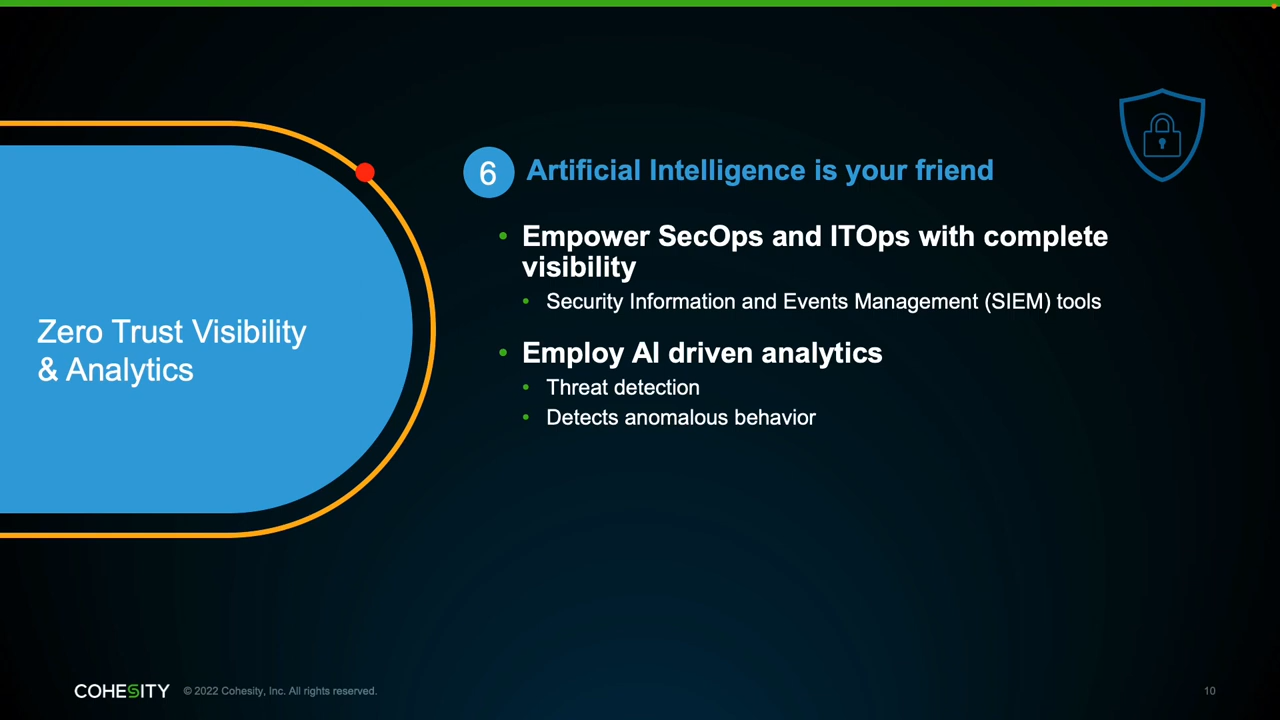 Zero Trust Visibility
& Analytics
6
Artificial Intelligence is your friend
• Empower SecOps and ITOps with complete
visibility
• Security Information and Events Management (SIEM) tools
• Employ AI driven analytics
• Threat detection
• Detects anomalous behavior
COHESITY
© 2022 Cohesity, Inc. All rights reserved.
10